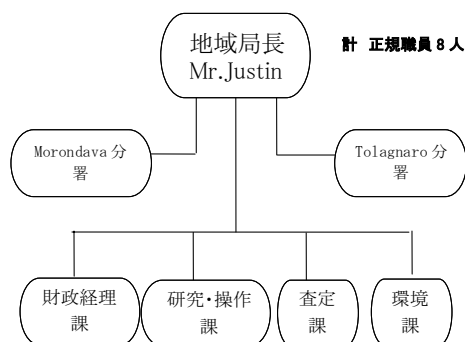 地域局長
Mr.Justin
計 正規職員 8 人
Morondava 分
署
Tolagnaro 分
署
財政経理
課
研究・操作
課
査定
課
環境
課